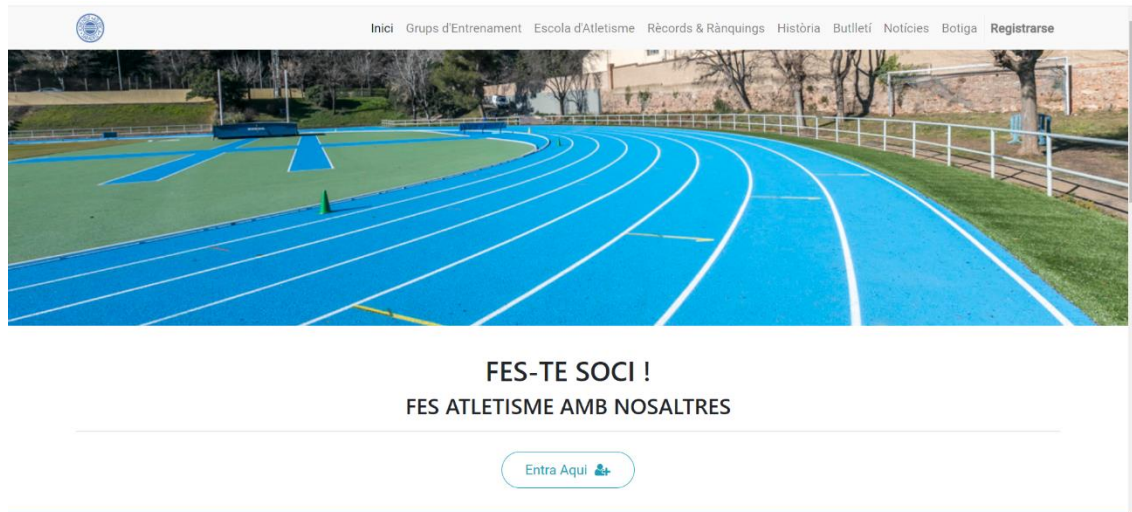 Inici Grups d'Entrenament Escola d'Atletisme Rècords & Rànquings Història Butlletí Notícies Botiga Registrarse
FES-TE SOCI !
FES ATLETISME AMB NOSALTRES
Entra Aqui